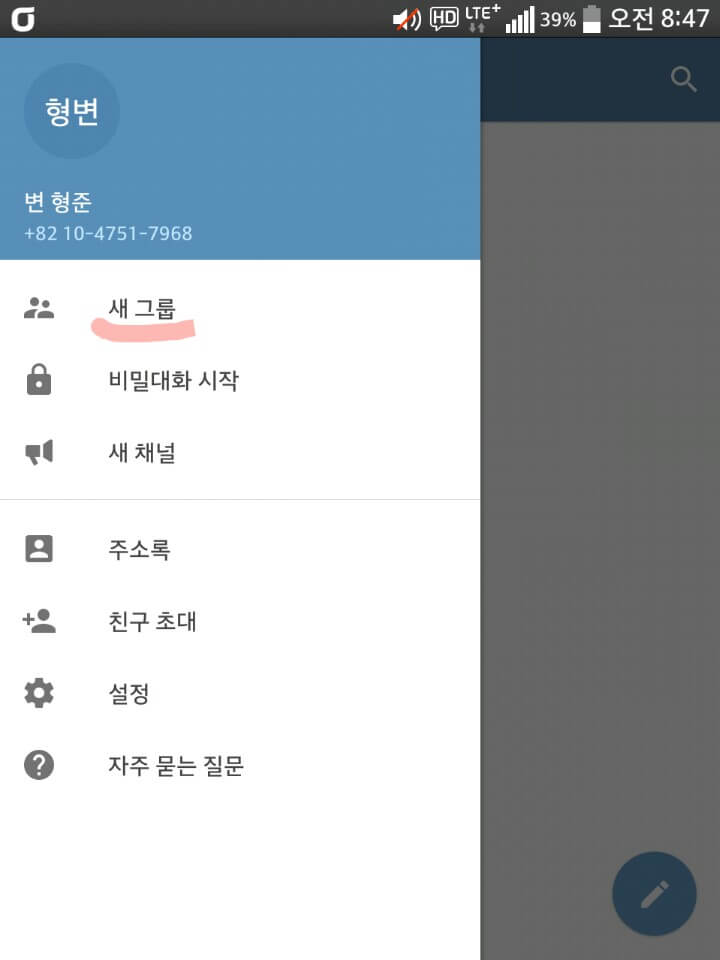 HD LTE+ 39% 오전 8:47
형변
변 형준
+82 10-4751-7968
새 그룹
비밀대화 시작
새 채널
주소록
친구 초대
설정
자주 묻는 질문